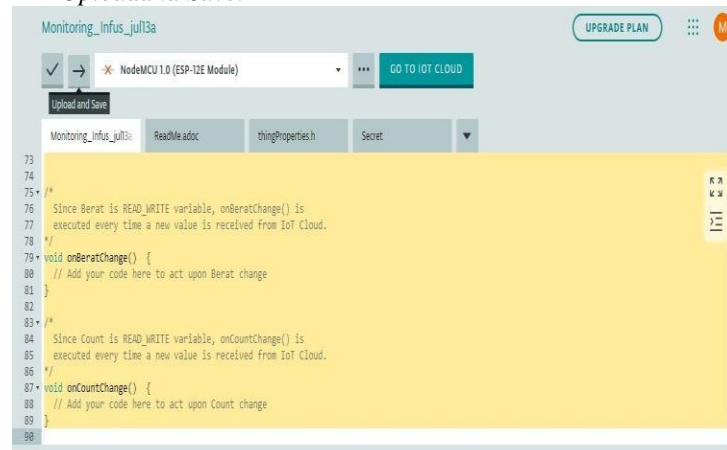 Upload and Save.
Monitoring_Infus_jul13a
UPGRADE PLAN
M
NodeMCU 1.0 (ESP-12E Module)
GO TO IOT CLOUD
Upload and Save
Monitoring_Infus_jul13a
ReadMe.adoc
thingProperties.h
Secret
73
74
75 /*
76 Since Berat is READ_WRITE variable, onBeratChange() is
77 executed every time a new value is received from IoT Cloud.
78 */
79 void onBeratChange() {
80 // Add your code here to act upon Berat change
81 }
82
83 /*
84 Since Count is READ_WRITE variable, onCountChange() is
85 executed every time a new value is received from IoT Cloud.
86 */
87 void onCountChange() {
88 // Add your code here to act upon Count change
89 }
90